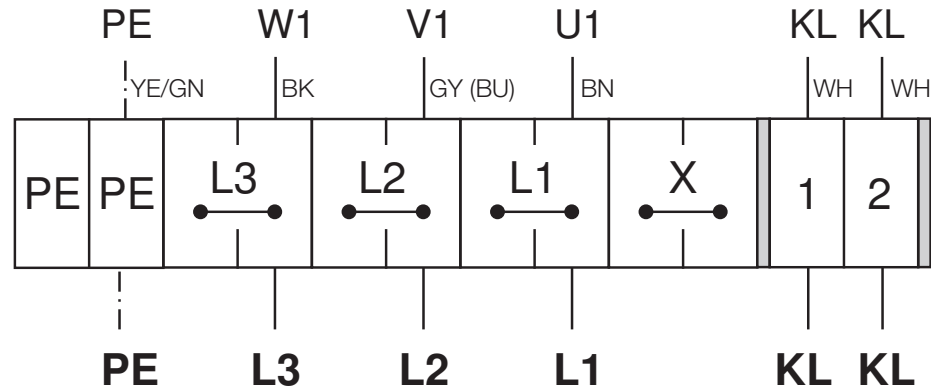 PE W1 V1 U1 KL KL
YE/GN BK GY (BU) BN WH WH
PE PE L3 L2 L1 X 1 2
PE L3 L2 L1 KL KL